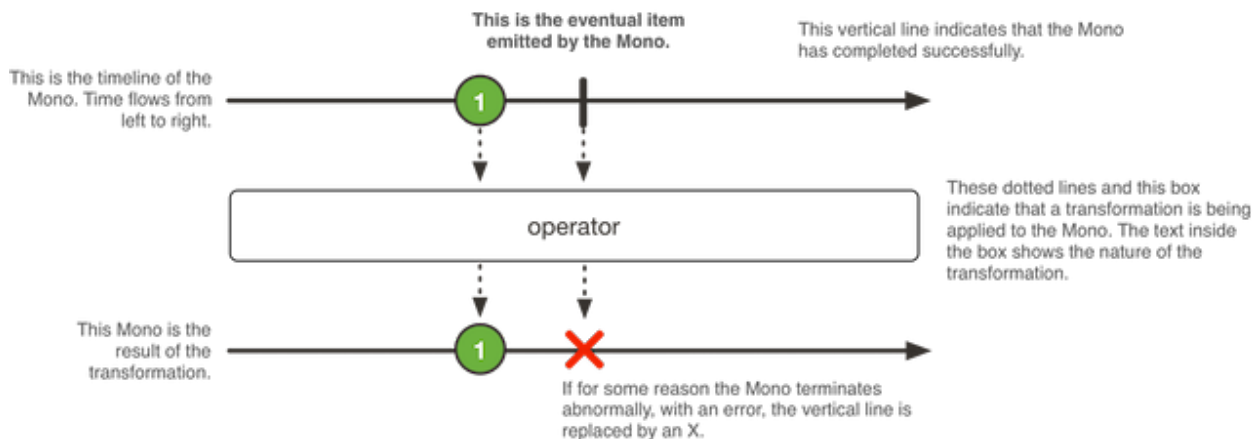 This is the eventual item
emitted by the Mono.
This vertical line indicates that the Mono
has completed successfully.
This is the timeline of the
Mono. Time flows from
left to right.
1
operator
These dotted lines and this box
indicate that a transformation is being
applied to the Mono. The text inside
the box shows the nature of the
transformation.
This Mono is the
result of the
transformation.
1
If for some reason the Mono terminates
abnormally, with an error, the vertical line is
replaced by an X.